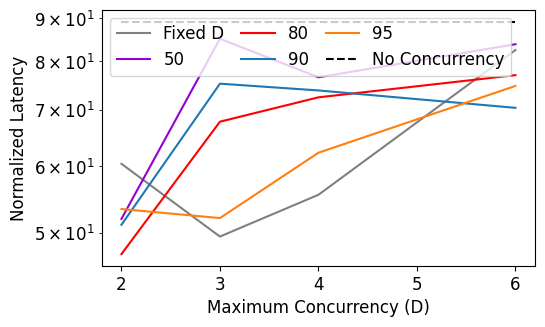 9 × 10¹
8 × 10¹
7 × 10¹
6 × 10¹
5 × 10¹
Normalized Latency
Fixed D
50
80
90
95
No Concurrency
2 3 4 5 6
Maximum Concurrency (D)